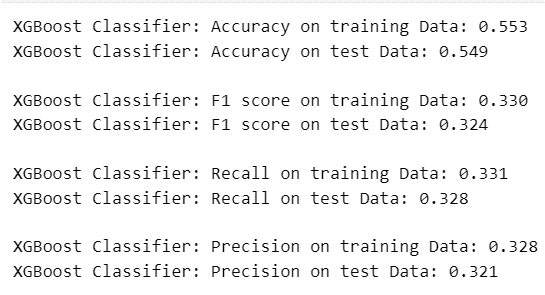 XGBoost Classifier: Accuracy on training Data: 0.553
XGBoost Classifier: Accuracy on test Data: 0.549
XGBoost Classifier: F1 score on training Data: 0.330
XGBoost Classifier: F1 score on test Data: 0.324
XGBoost Classifier: Recall on training Data: 0.331
XGBoost Classifier: Recall on test Data: 0.328
XGBoost Classifier: Precision on training Data: 0.328
XGBoost Classifier: Precision on test Data: 0.321